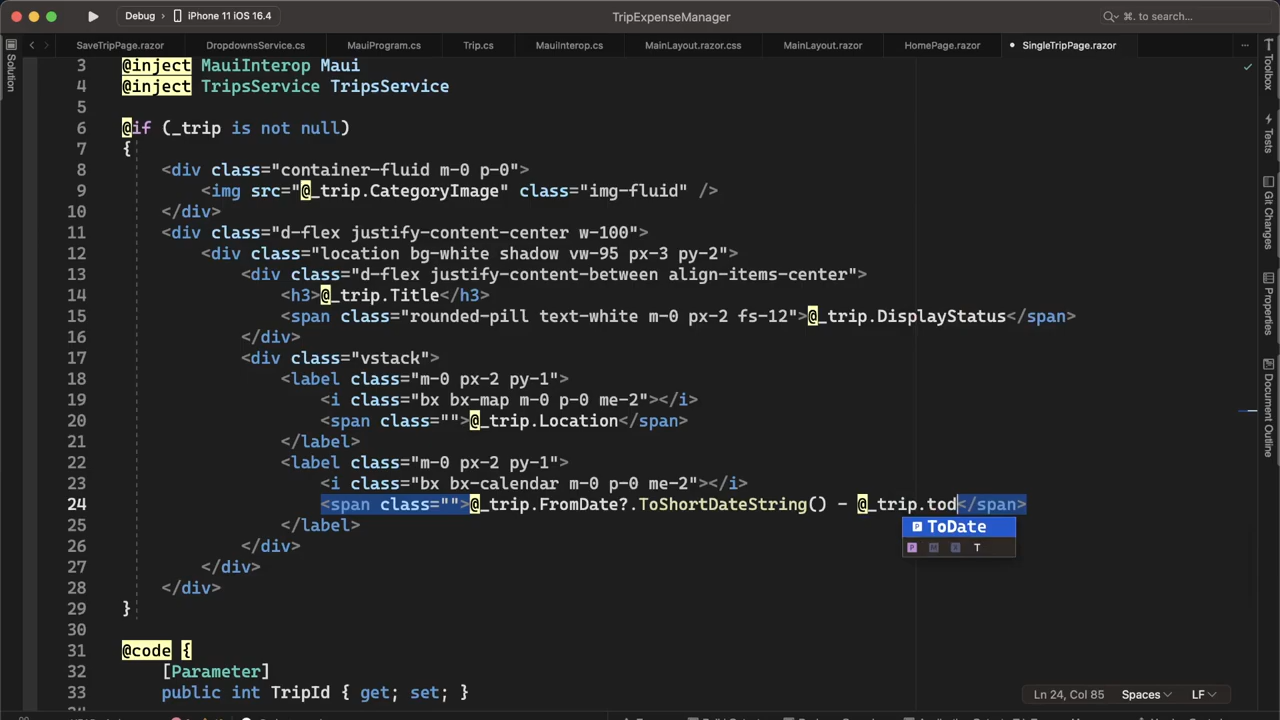 Debug › iPhone 11 iOS 16.4
TripExpenseManager
⌘. to search...
SaveTripPage.razor DropdownsService.cs MauiProgram.cs Trip.cs MauiInterop.cs MainLayout.razor.css MainLayout.razor HomePage.razor SingleTripPage.razor ...
Solution
Toolbox
Tests
Git Changes
Properties
Document Outline
3 @inject MauiInterop Maui
4 @inject TripsService TripsService
5
6 @if (_trip is not null)
7 {
8 <div class="container-fluid m-0 p-0">
9 <img src="@_trip.CategoryImage" class="img-fluid" />
10 </div>
11 <div class="d-flex justify-content-center w-100">
12 <div class="location bg-white shadow vw-95 px-3 py-2">
13 <div class="d-flex justify-content-between align-items-center">
14 <h3>@_trip.Title</h3>
15 <span class="rounded-pill text-white m-0 px-2 fs-12">@_trip.DisplayStatus</span>
16 </div>
17 <div class="vstack">
18 <label class="m-0 px-2 py-1">
19 <i class="bx bx-map m-0 p-0 me-2"></i>
20 <span class="">@_trip.Location</span>
21 </label>
22 <label class="m-0 px-2 py-1">
23 <i class="bx bx-calendar m-0 p-0 me-2"></i>
24 <span class="">@_trip.FromDate?.ToShortDateString() - @_trip.tod</span>
ToDate
25 </label>
26 </div>
27 </div>
28 </div>
29 }
30
31 @code {
32 [Parameter]
33 public int TripId { get; set; }
Ln 24, Col 85 Spaces LF